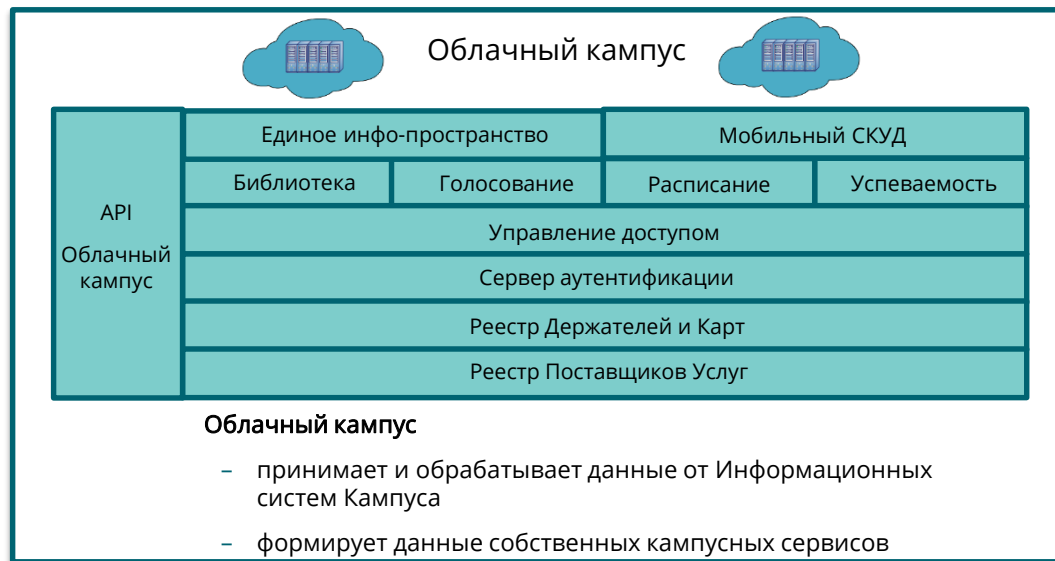 Облачный кампус
Единое инфо-пространство
Мобильный СКУД
Библиотека
Голосование
Расписание
Успеваемость
API
Облачный
кампус
Управление доступом
Сервер аутентификации
Реестр Держателей и Карт
Реестр Поставщиков Услуг
Облачный кампус
– принимает и обрабатывает данные от Информационных
систем Кампуса
– формирует данные собственных кампусных сервисов